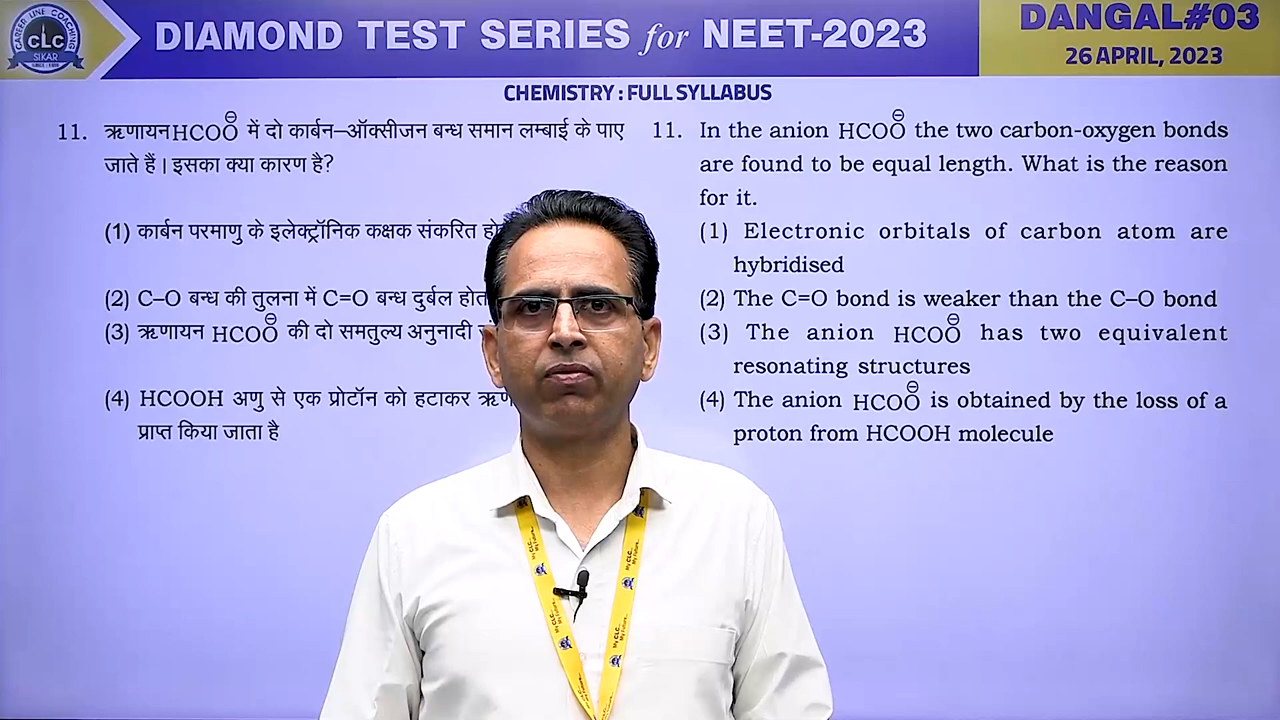 CAREER LINE COACHING
CLC
SIKAR
DIAMOND TEST SERIES for NEET-2023
DANGAL#03
26 APRIL, 2023
CHEMISTRY : FULL SYLLABUS
11. ऋणायन HCOO⊖ में दो कार्बन–ऑक्सीजन बन्ध समान लम्बाई के पाए
जाते हैं। इसका क्या कारण है?
(1) कार्बन परमाणु के इलेक्ट्रॉनिक कक्षक संकरित
(2) C–O बन्ध की तुलना में C=O बन्ध दुर्बल
(3) ऋणायन HCOO⊖ की दो समतुल्य अनुनादी
(4) HCOOH अणु से एक प्रोटॉन को हटाकर
प्राप्त किया जाता है
11. In the anion HCOO⊖ the two carbon-oxygen bonds
are found to be equal length. What is the reason
for it.
(1) Electronic orbitals of carbon atom are
hybridised
(2) The C=O bond is weaker than the C–O bond
(3) The anion HCOO⊖ has two equivalent
resonating structures
(4) The anion HCOO⊖ is obtained by the loss of a
proton from HCOOH molecule